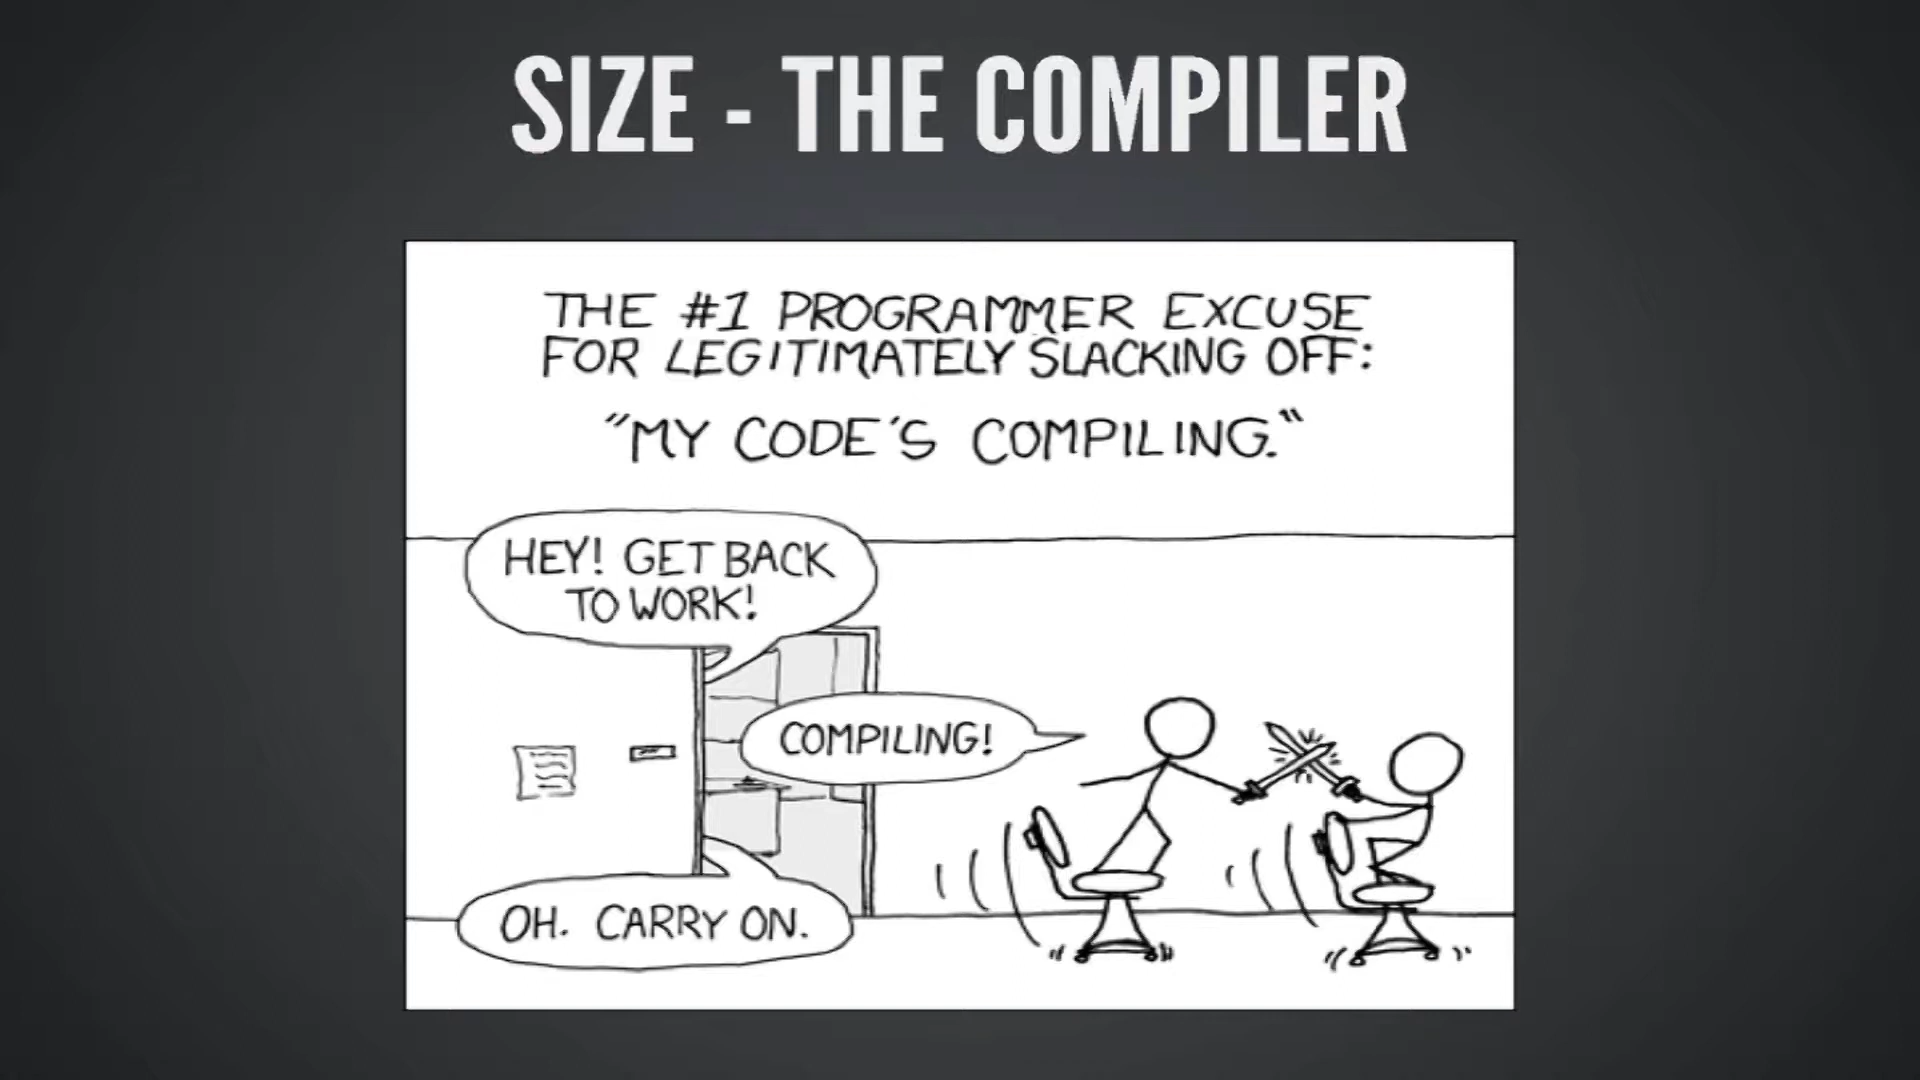 SIZE - THE COMPILER
THE #1 PROGRAMMER EXCUSE
FOR LEGITIMATELY SLACKING OFF:
"MY CODE'S COMPILING."
HEY! GET BACK
TO WORK!
COMPILING!
OH. CARRY ON.